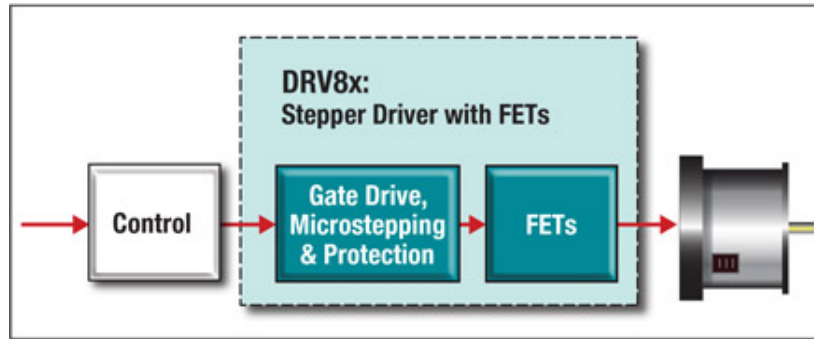 DRV8x:
Stepper Driver with FETs
Control
Gate Drive,
Microstepping
& Protection
FETs